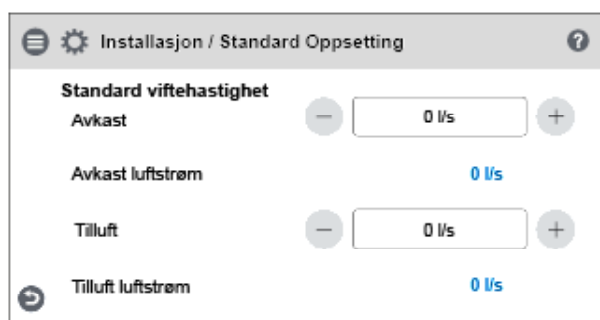 Installasjon / Standard Oppsetting ?
Standard viftehastighet
Avkast − 0 l/s +
Avkast luftstrøm 0 l/s
Tilluft − 0 l/s +
Tilluft luftstrøm 0 l/s